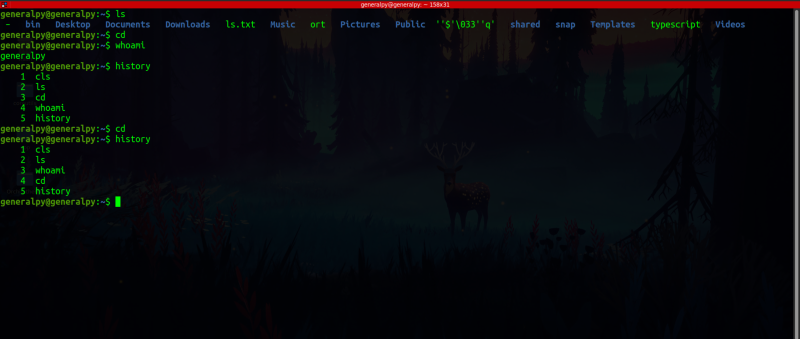 generalpy@generalpy: ~ 158x31
generalpy@generalpy:~$ ls
~ bin Desktop Documents Downloads ls.txt Music ort Pictures Public ''$'\033''q' shared snap Templates typescript Videos
generalpy@generalpy:~$ cd
generalpy@generalpy:~$ whoami
generalpy
generalpy@generalpy:~$ history
1 cls
2 ls
3 cd
4 whoami
5 history
generalpy@generalpy:~$ cd
generalpy@generalpy:~$ history
1 cls
2 ls
3 whoami
4 cd
5 history
generalpy@generalpy:~$